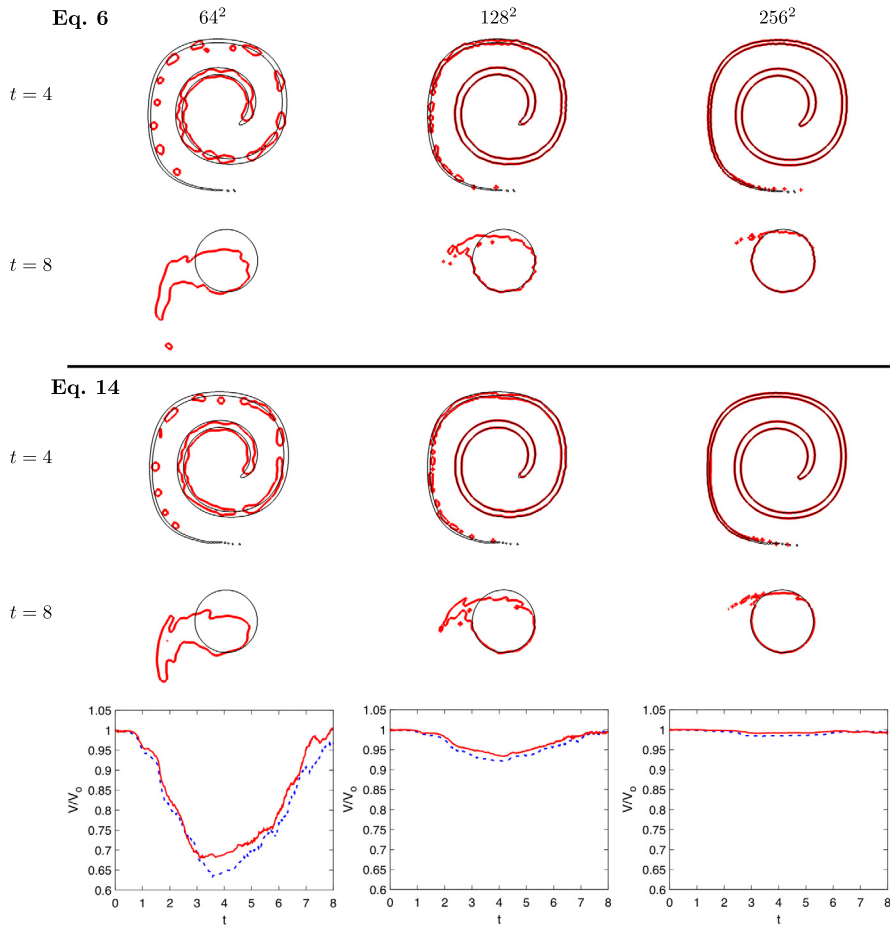 Eq. 6 64² 128² 256²
t = 4
t = 8
Eq. 14
t = 4
t = 8
1.05 1.05 1.05
1 1 1
0.95 0.95 0.95
0.9 0.9 0.9
0.85 0.85 0.85
V/Vo V/Vo V/Vo
0.8 0.8 0.8
0.75 0.75 0.75
0.7 0.7 0.7
0.65 0.65 0.65
0.6 0.6 0.6
0 1 2 3 4 5 6 7 8 0 1 2 3 4 5 6 7 8 0 1 2 3 4 5 6 7 8
t t t